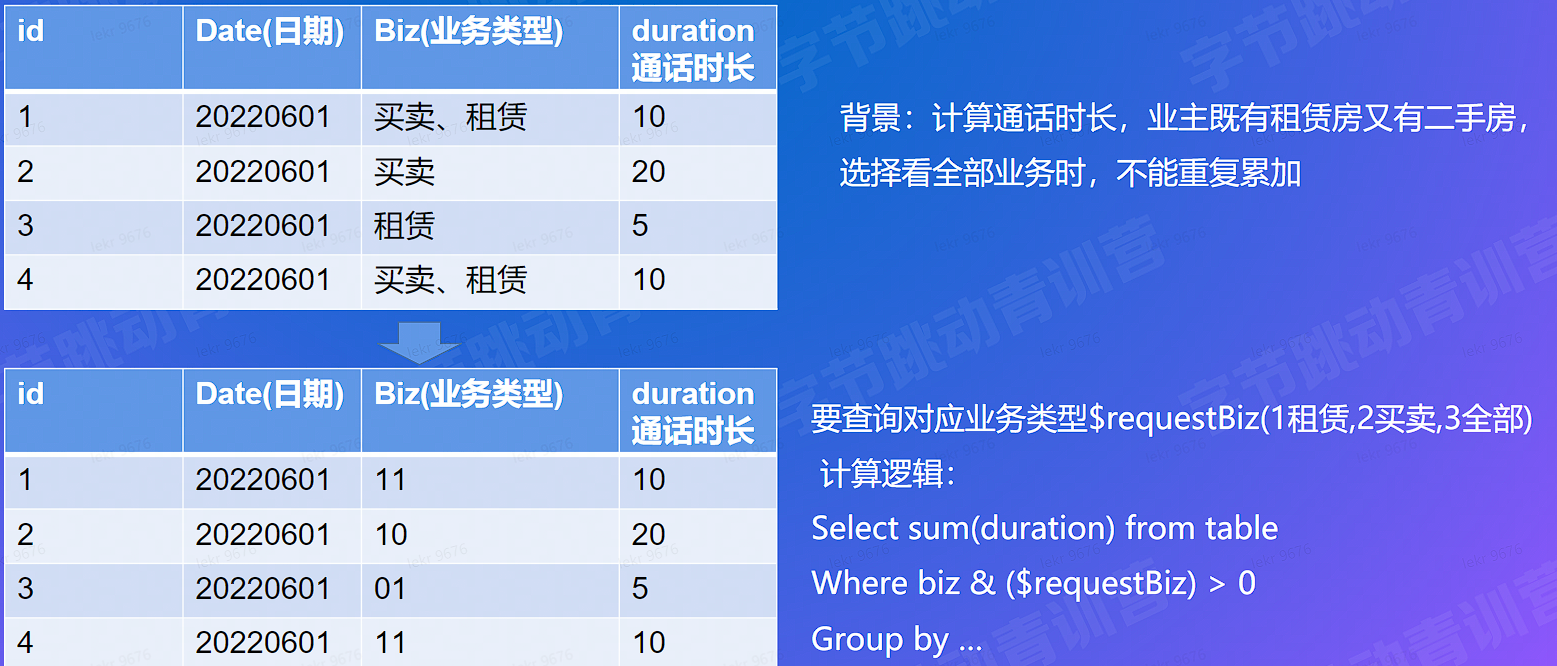 id Date(日期) Biz(业务类型) duration
通话时长
1 20220601 买卖、租赁 10
2 20220601 买卖 20
3 20220601 租赁 5
4 20220601 买卖、租赁 10
背景：计算通话时长，业主既有租赁房又有二手房，
选择看全部业务时，不能重复累加
id Date(日期) Biz(业务类型) duration
通话时长
1 20220601 11 10
2 20220601 10 20
3 20220601 01 5
4 20220601 11 10
要查询对应业务类型$requestBiz(1租赁,2买卖,3全部)
计算逻辑：
Select sum(duration) from table
Where biz & ($requestBiz) > 0
Group by ...
字节跳动青训营
lekr 9676